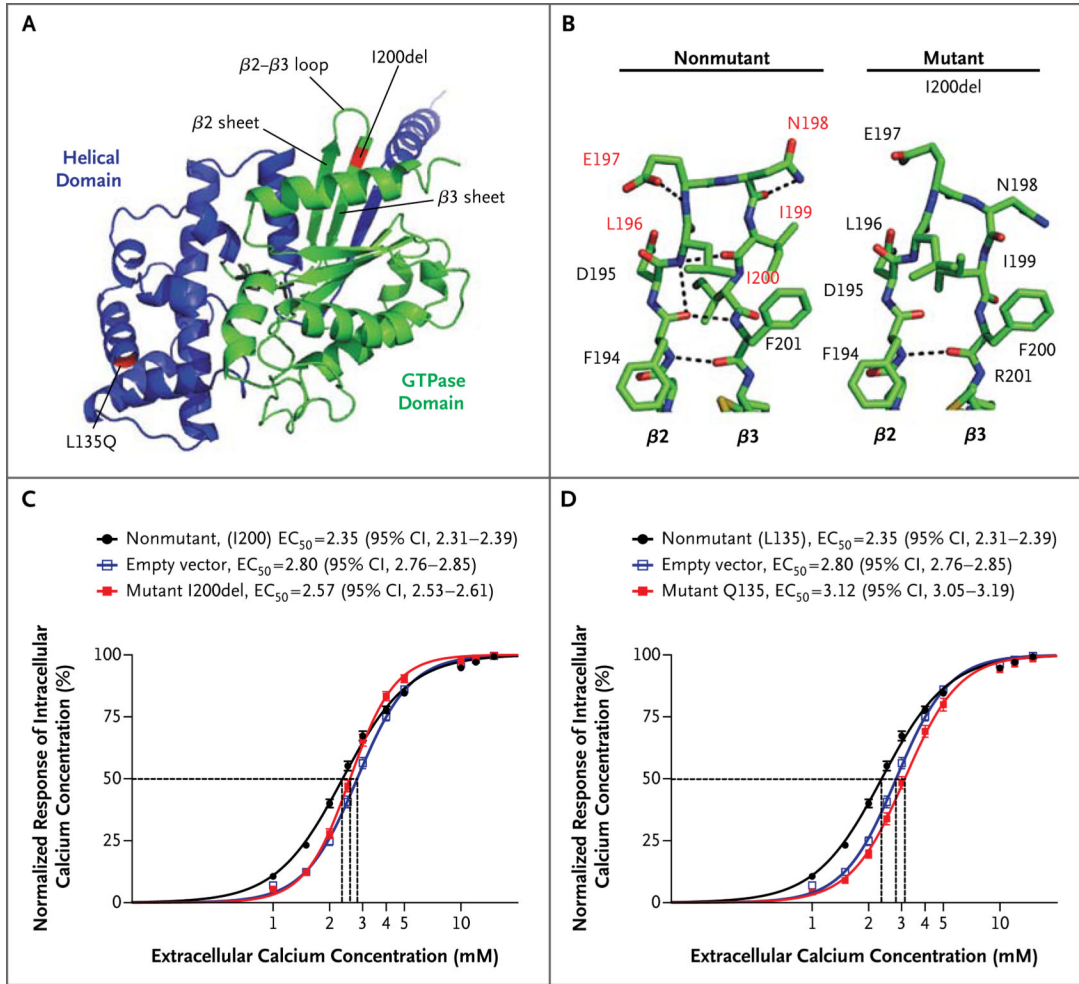 A
I200del
β2–β3 loop
β2 sheet
Helical
Domain
β3 sheet
GTPase
Domain
L135Q
B
Nonmutant
Mutant
I200del
N198
E197
E197
N198
L196
I199
L196
D195
I200
I199
D195
F194
F201
F194
F200
R201
β2
β3
β2
β3
C
Nonmutant, (I200) EC50=2.35 (95% CI, 2.31–2.39)
Empty vector, EC50=2.80 (95% CI, 2.76–2.85)
Mutant I200del, EC50=2.57 (95% CI, 2.53–2.61)
Normalized Response of Intracellular
Calcium Concentration (%)
100
75
50
25
0
1 2 3 4 5 10
Extracellular Calcium Concentration (mM)
D
Nonmutant (L135), EC50=2.35 (95% CI, 2.31–2.39)
Empty vector, EC50=2.80 (95% CI, 2.76–2.85)
Mutant Q135, EC50=3.12 (95% CI, 3.05–3.19)
Normalized Response of Intracellular
Calcium Concentration (%)
100
75
50
25
0
1 2 3 4 5 10
Extracellular Calcium Concentration (mM)